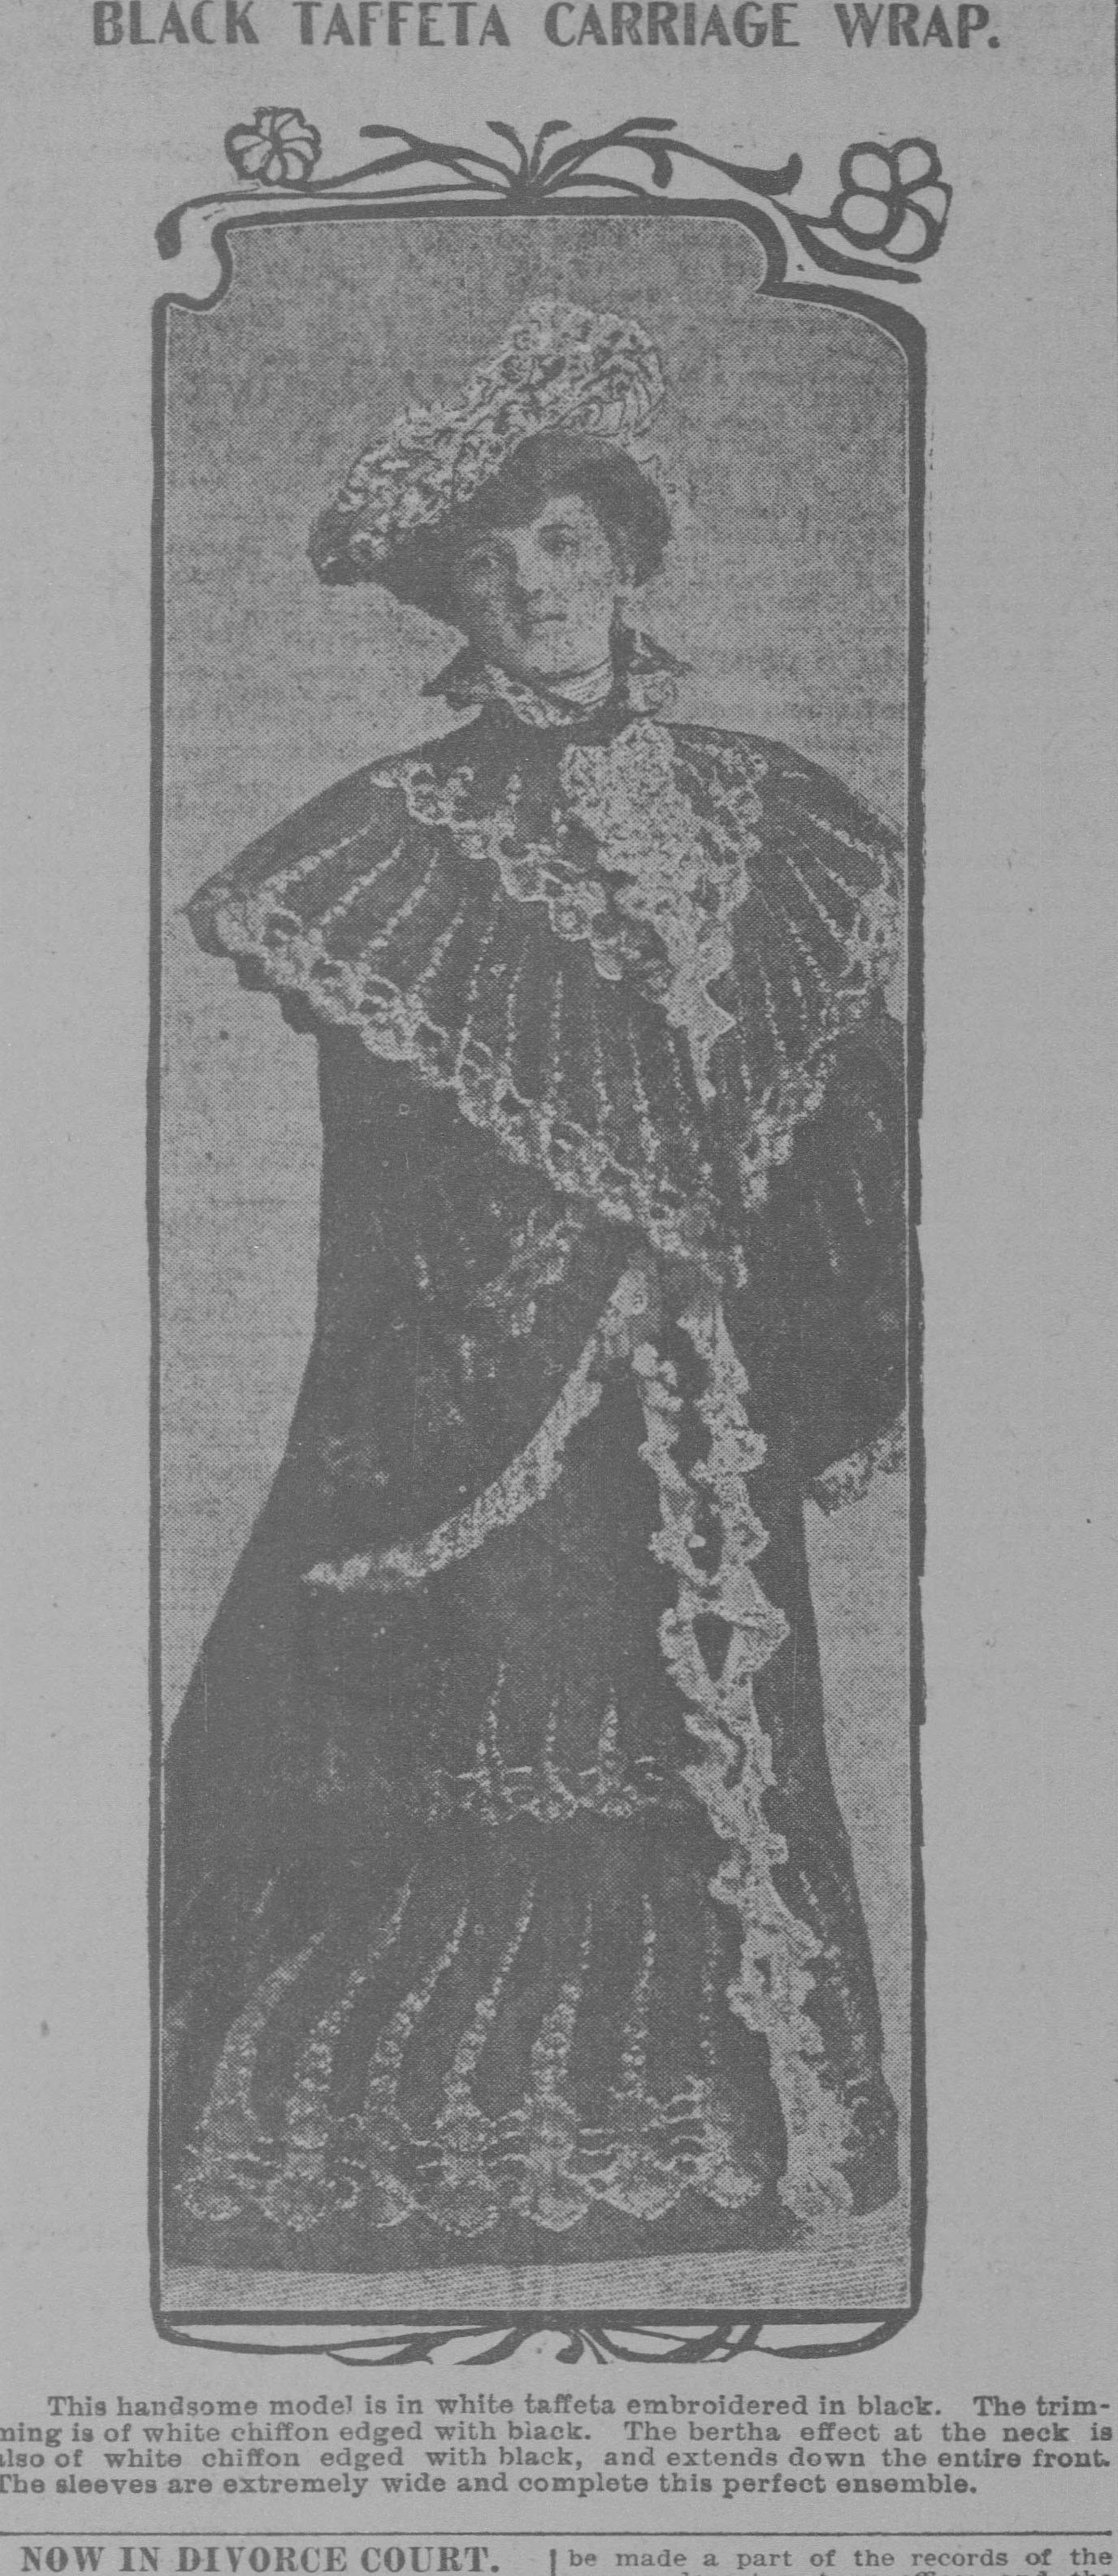 BLACK TAFFETA CARRIAGE WRAP.
This handsome model is in white taffeta embroidered in black. The trim-
ming is of white chiffon edged with black. The bertha effect at the neck is
also of white chiffon edged with black, and extends down the entire front.
The sleeves are extremely wide and complete this perfect ensemble.
NOW IN DIVORCE COURT.
be made a part of the records of the